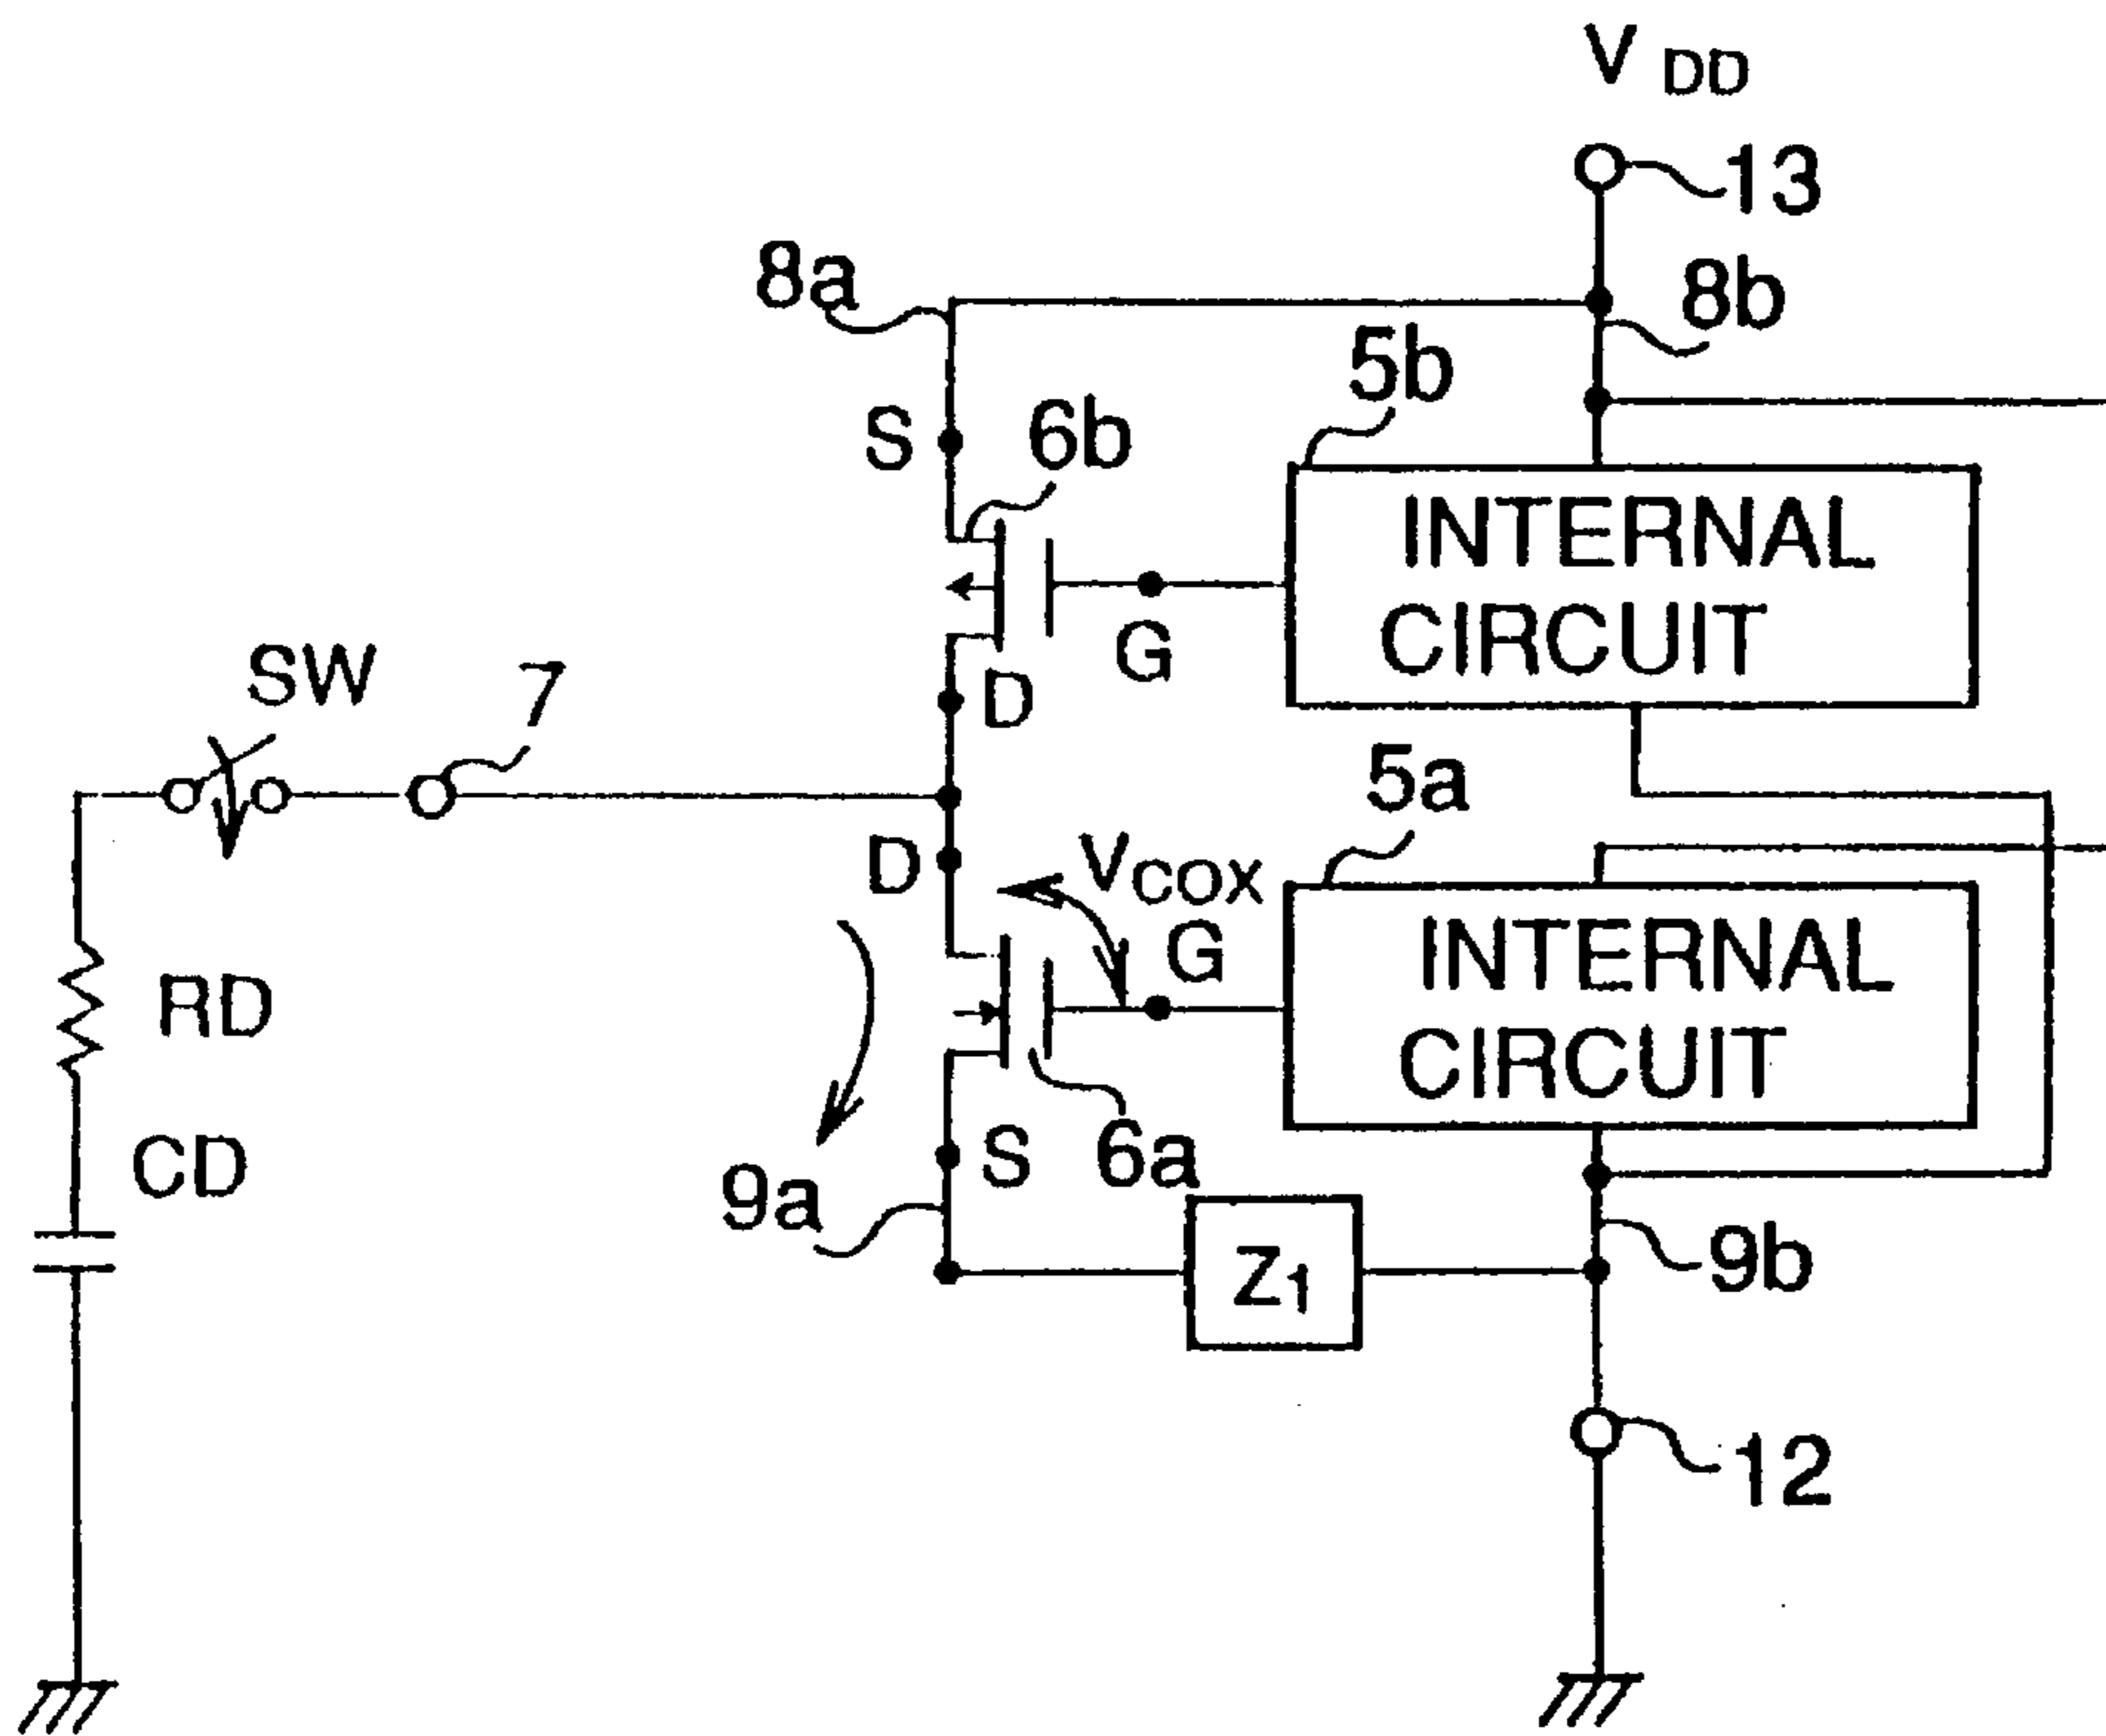 VDD
13
8a
8b
5b
S
6b
INTERNAL
CIRCUIT
G
SW
7
D
5a
D
VCOX
G
INTERNAL
CIRCUIT
RD
CD
S
6a
9a
Z1
9b
12